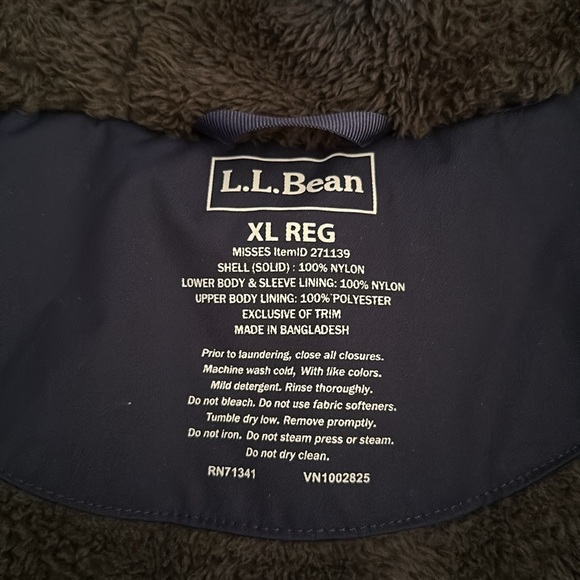 L.L.Bean
XL REG
MISSES ItemID 271139
SHELL (SOLID) : 100% NYLON
LOWER BODY & SLEEVE LINING: 100% NYLON
UPPER BODY LINING: 100% POLYESTER
EXCLUSIVE OF TRIM
MADE IN BANGLADESH
Prior to laundering, close all closures.
Machine wash cold, With like colors.
Mild detergent. Rinse thoroughly.
Do not bleach. Do not use fabric softeners.
Tumble dry low. Remove promptly.
Do not iron. Do not steam press or steam.
Do not dry clean.
RN71341 VN1002825